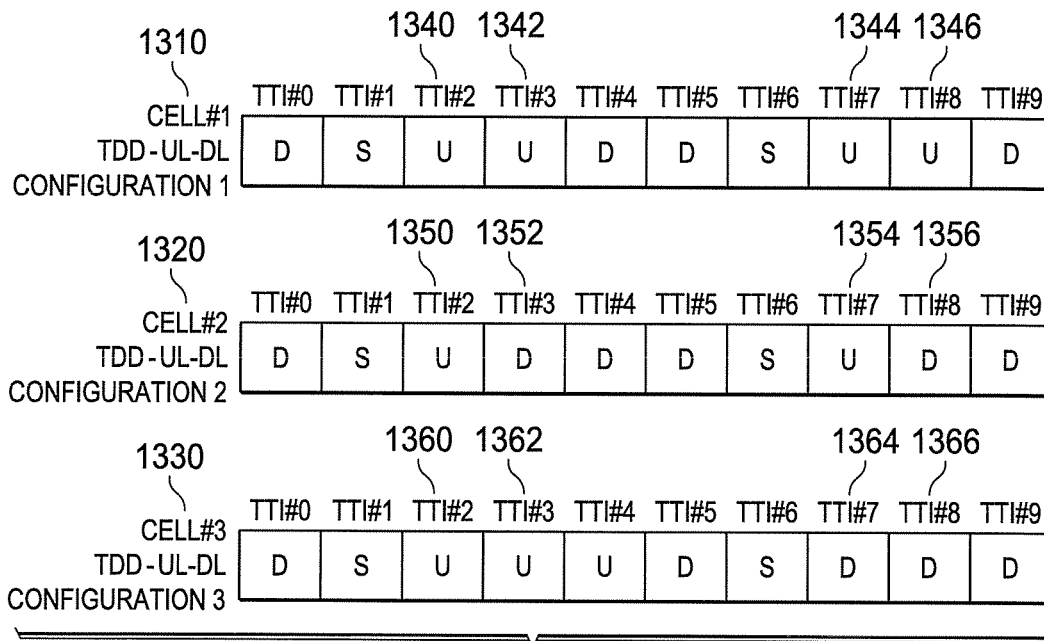 1310 1340 1342 1344 1346
TTI#0 TTI#1 TTI#2 TTI#3 TTI#4 TTI#5 TTI#6 TTI#7 TTI#8 TTI#9
CELL#1
TDD-UL-DL D S U U D D S U U D
CONFIGURATION 1
1320 1350 1352 1354 1356
TTI#0 TTI#1 TTI#2 TTI#3 TTI#4 TTI#5 TTI#6 TTI#7 TTI#8 TTI#9
CELL#2
TDD-UL-DL D S U D D D S U D D
CONFIGURATION 2
1330 1360 1362 1364 1366
TTI#0 TTI#1 TTI#2 TTI#3 TTI#4 TTI#5 TTI#6 TTI#7 TTI#8 TTI#9
CELL#3
TDD-UL-DL D S U U U D S D D D
CONFIGURATION 3